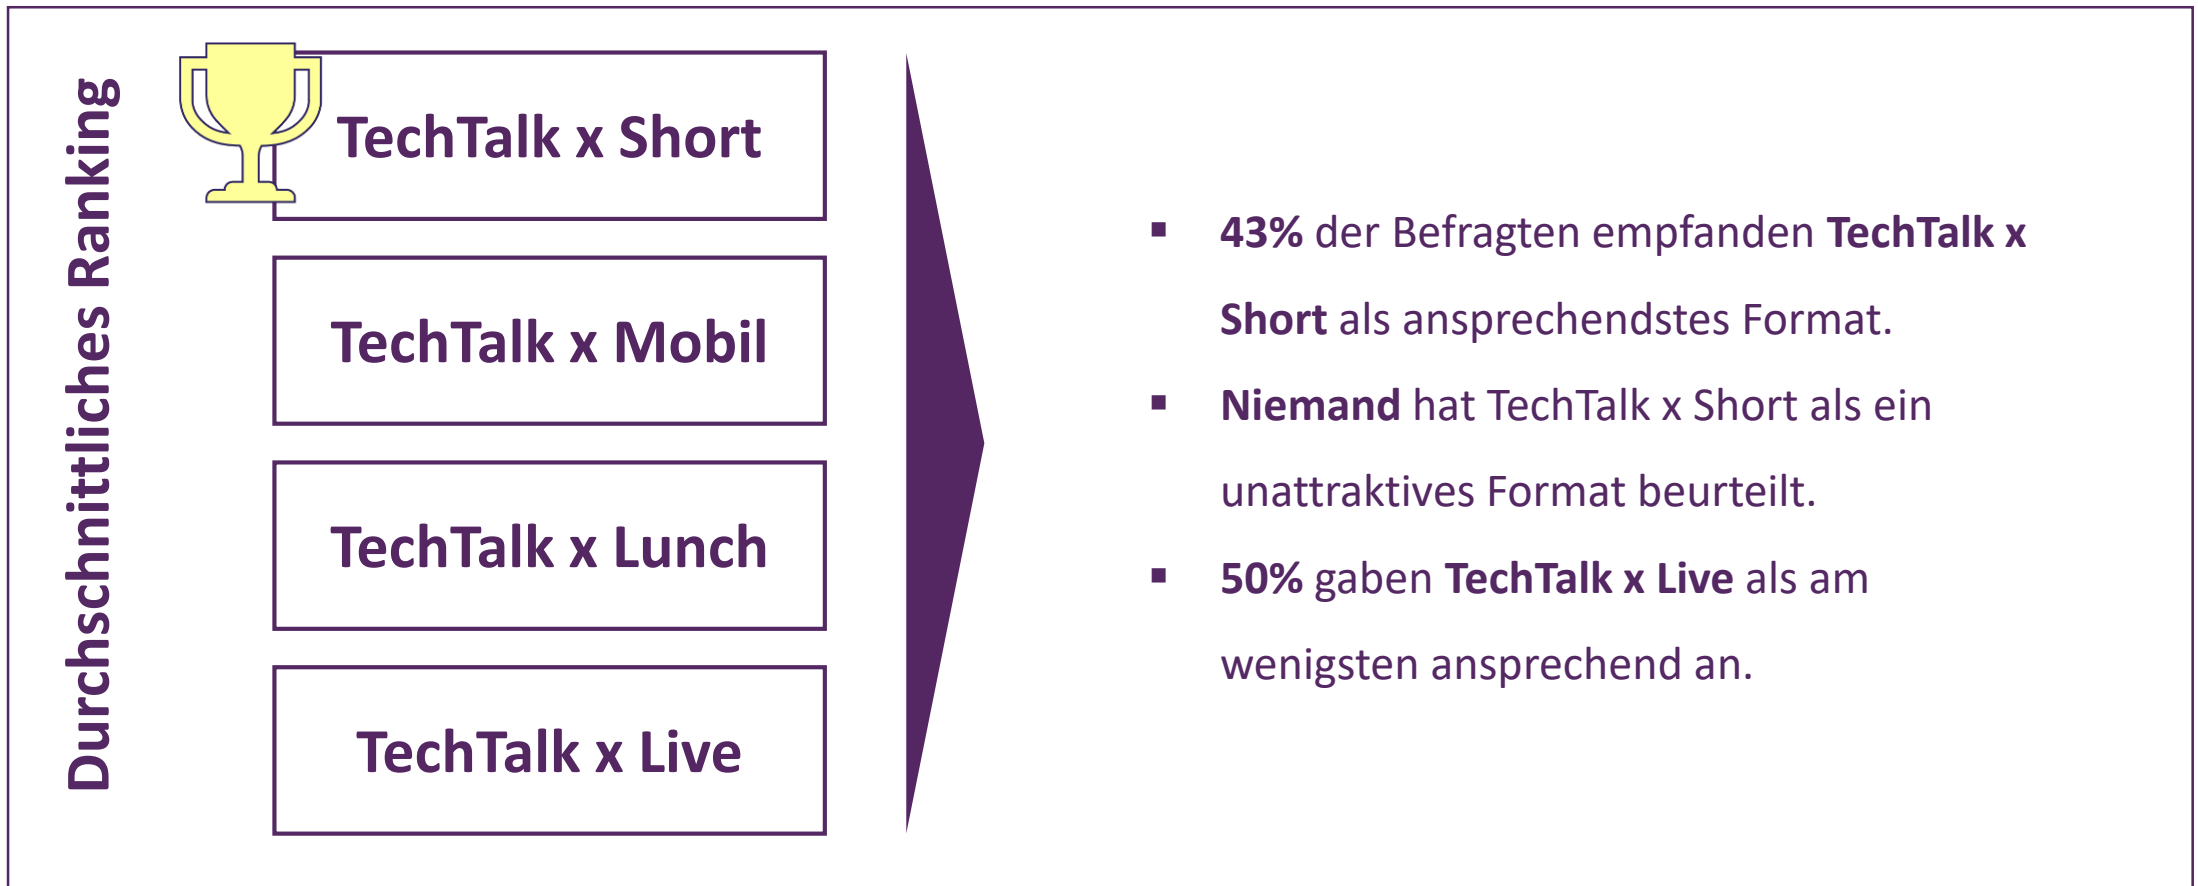 Durchschnittliches Ranking
TechTalk x Short
TechTalk x Mobil
TechTalk x Lunch
TechTalk x Live
▪ 43% der Befragten empfanden TechTalk x
Short als ansprechendstes Format.
▪ Niemand hat TechTalk x Short als ein
unattraktives Format beurteilt.
▪ 50% gaben TechTalk x Live als am
wenigsten ansprechend an.